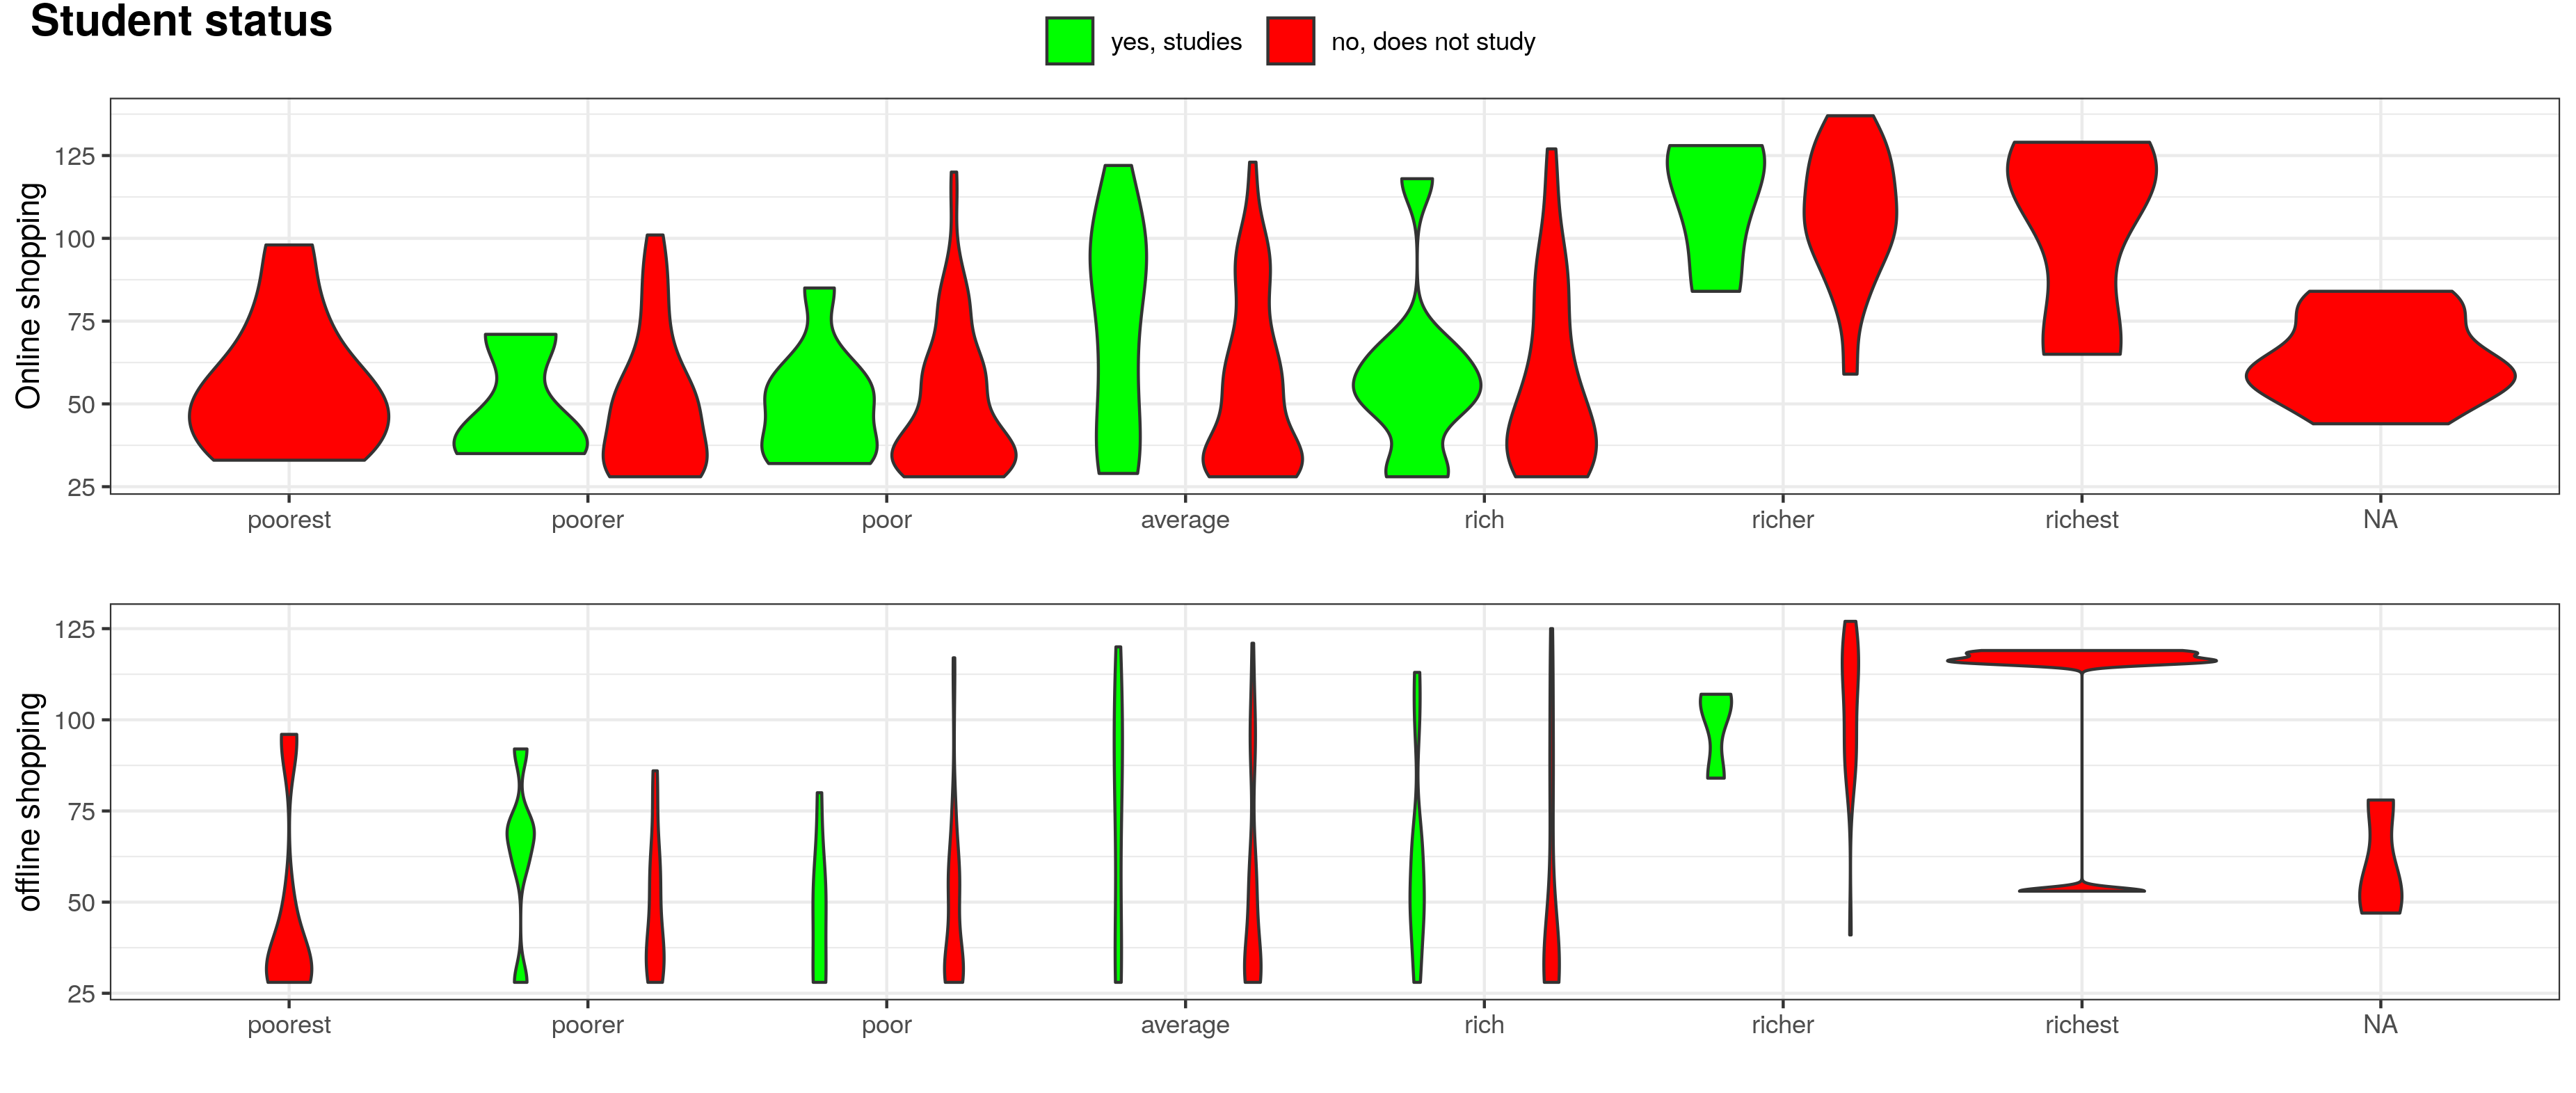 Student status
yes, studies
no, does not study
Online shopping
125
100
75
50
25
poorest
poorer
poor
average
rich
richer
richest
NA
offline shopping
125
100
75
50
25
poorest
poorer
poor
average
rich
richer
richest
NA